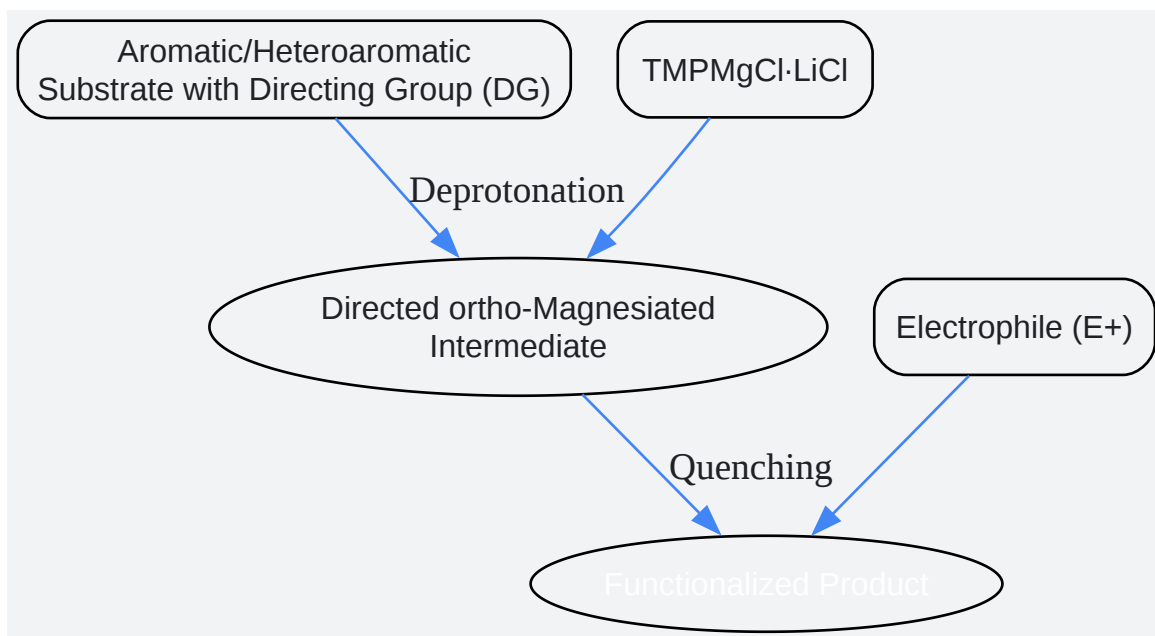 Aromatic/Heteroaromatic
Substrate with Directing Group (DG)
TMPMgCl·LiCl
Deprotonation
Directed ortho-Magnesiated
Intermediate
Electrophile (E+)
Quenching
Functionalized Product